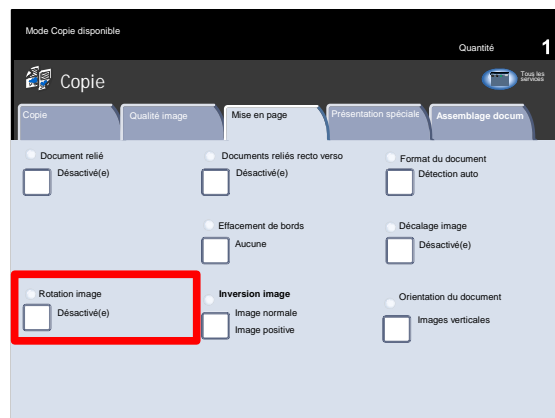 Mode Copie disponible
Quantité 1
Copie
Tous les
services
Copie
Qualité image
Mise en page
Présentation spéciale
Assemblage docum
Document relié
Désactivé(e)
Documents reliés recto verso
Désactivé(e)
Format du document
Détection auto
Effacement de bords
Aucune
Décalage image
Désactivé(e)
Rotation image
Désactivé(e)
Inversion image
Image normale
Image positive
Orientation du document
Images verticales